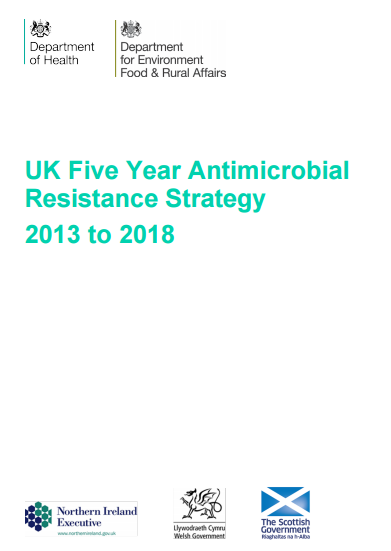 Department
of Health
Department
for Environment
Food & Rural Affairs
UK Five Year Antimicrobial
Resistance Strategy
2013 to 2018
Northern Ireland
Executive
www.northernireland.gov.uk
Llywodraeth Cymru
Welsh Government
The Scottish
Government
Riaghaltas na h-Alba